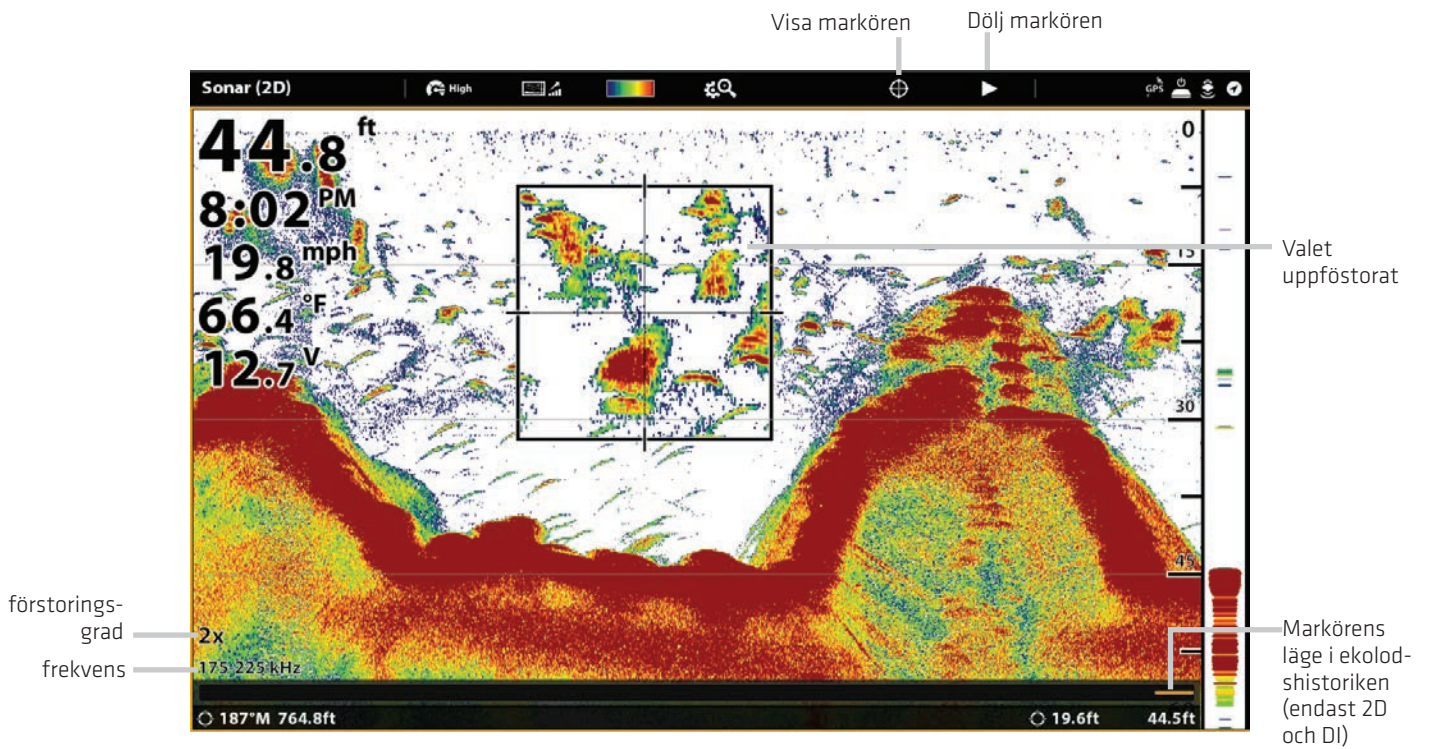 Visa markören
Dölj markören
Sonar (2D)
High
GPS
44.8 ft
8:02 PM
19.8 mph
66.4 °F
12.7 V
0
15
30
45
Valet
uppföstorat
förstorings-
grad
2x
frekvens
175-225 kHz
Markörens
läge i ekolod-
shistoriken
(endast 2D
och DI)
187°M 764.8ft
19.6ft
44.5ft